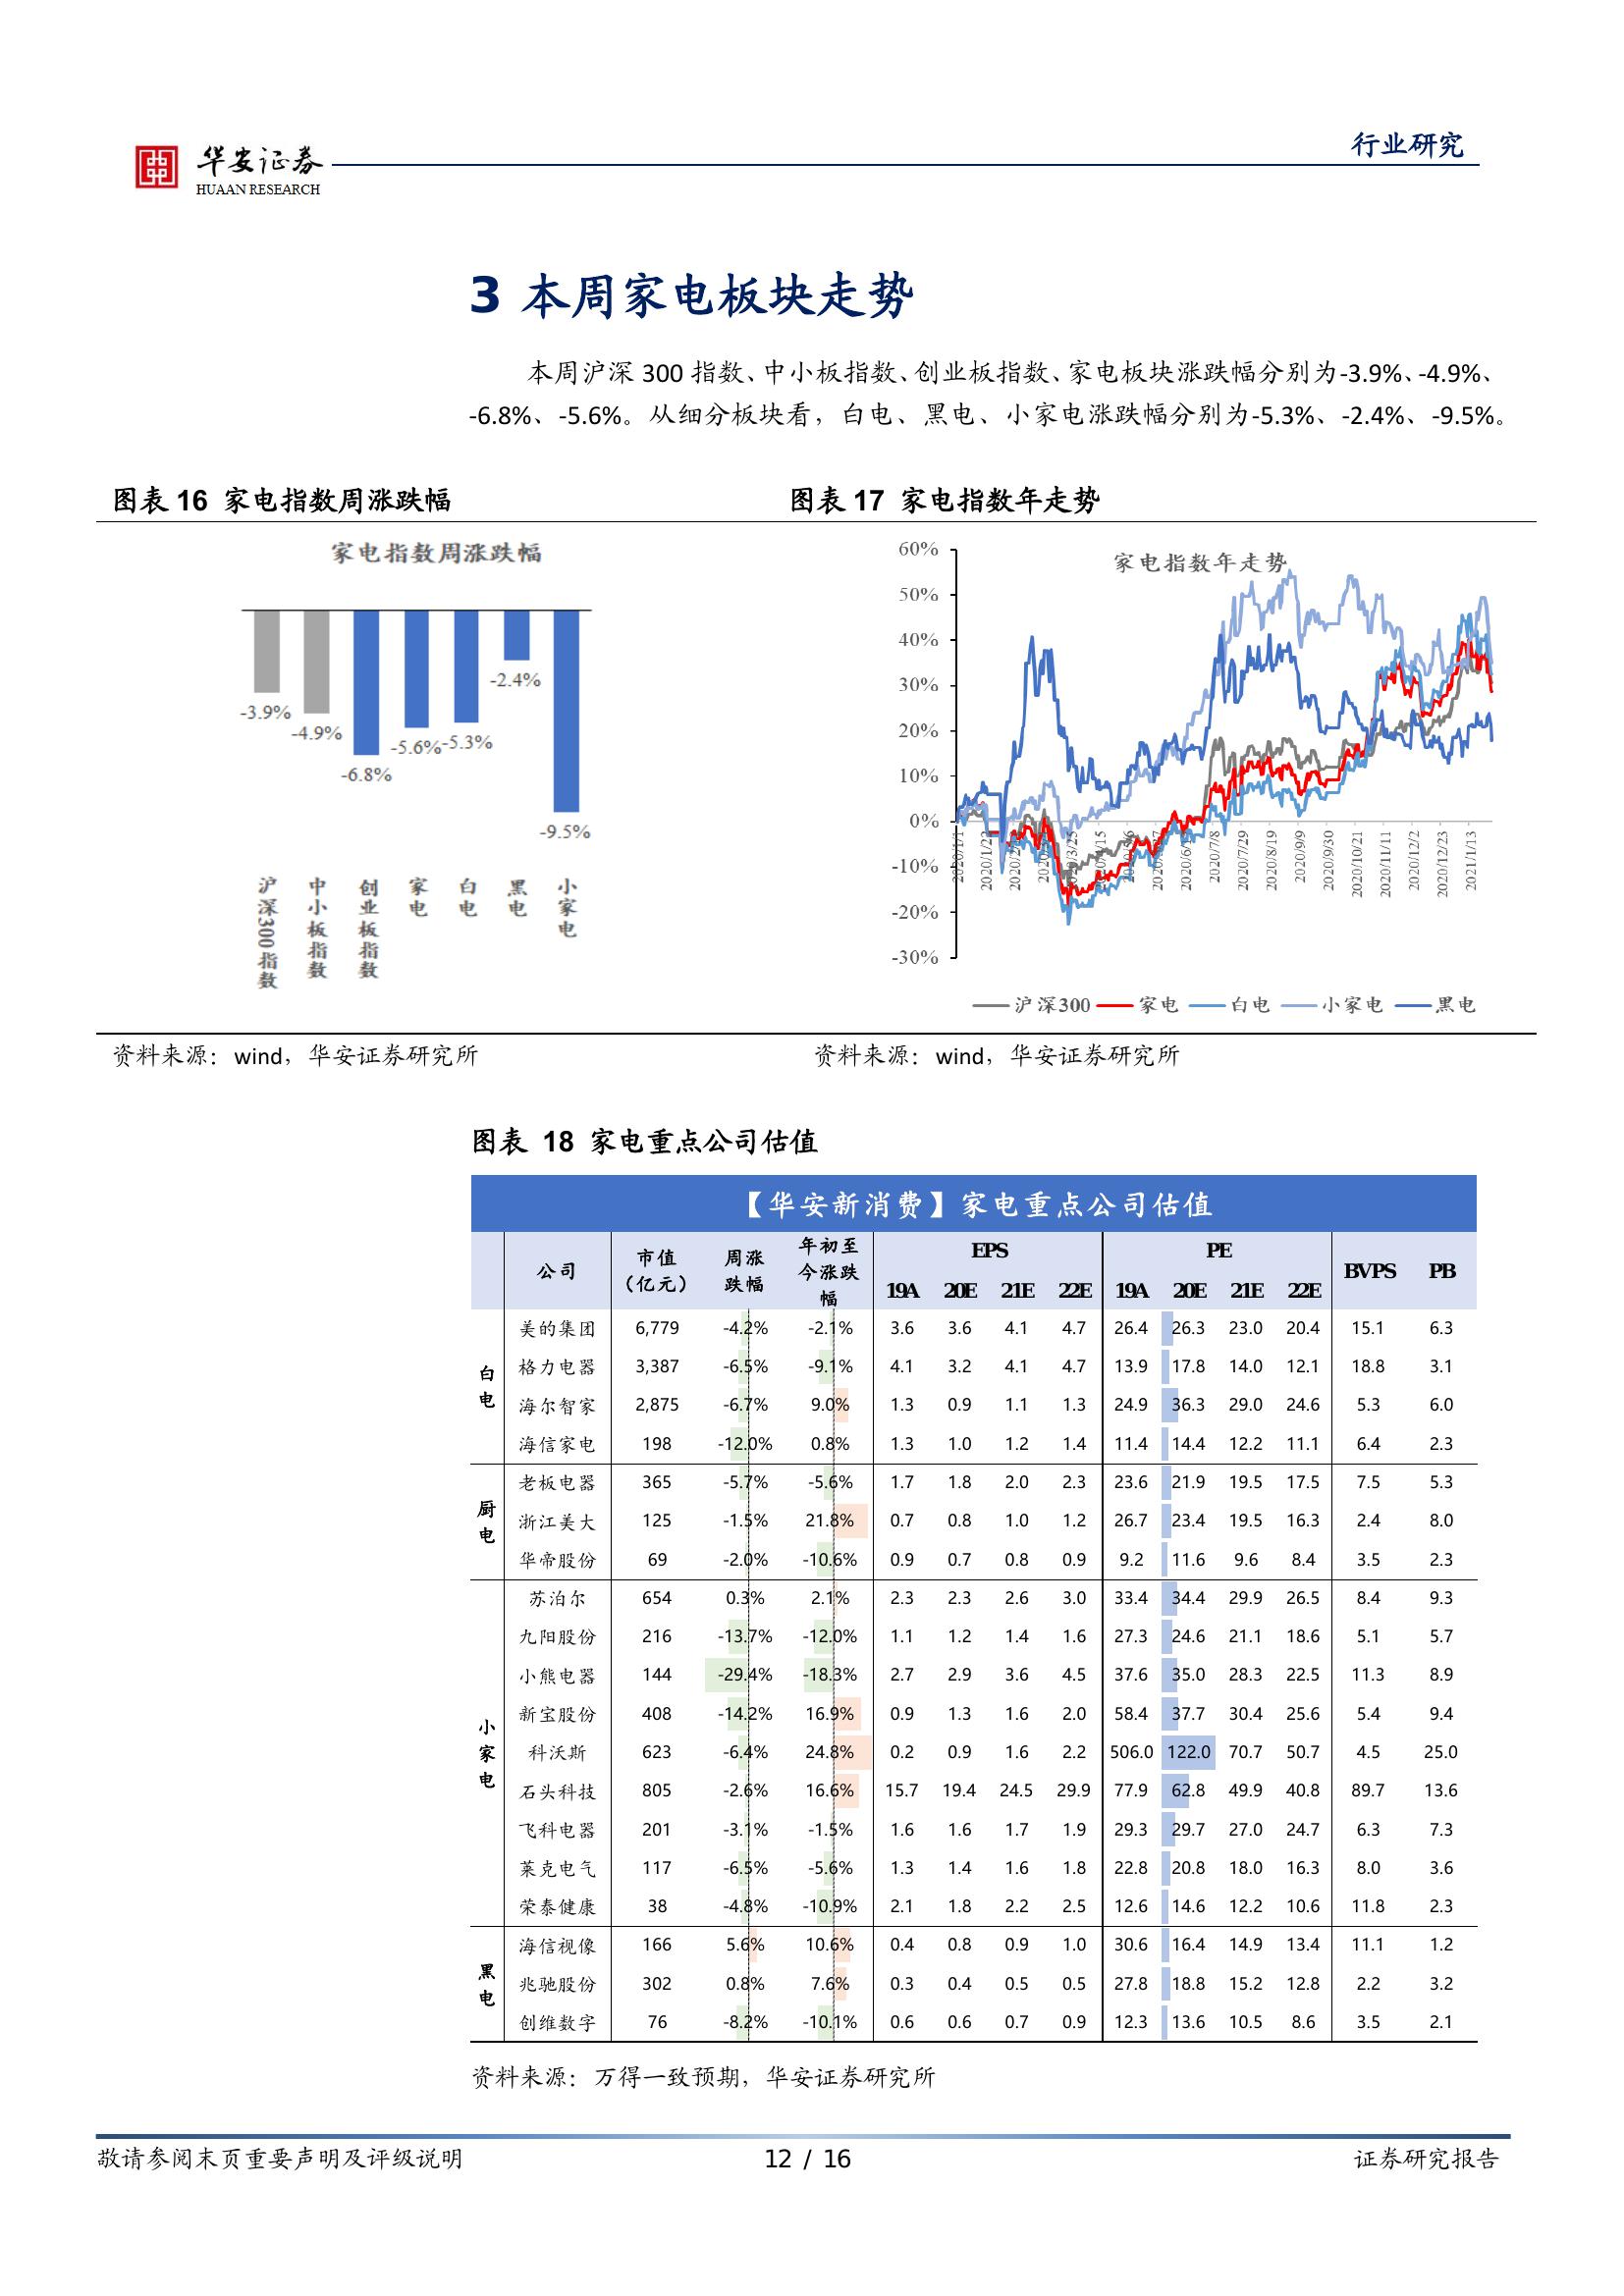 华安证券
HUAAN RESEARCH
行业研究
3 本周家电板块走势
本周沪深 300 指数、中小板指数、创业板指数、家电板块涨跌幅分别为-3.9%、-4.9%、
-6.8%、-5.6%。从细分板块看，白电、黑电、小家电涨跌幅分别为-5.3%、-2.4%、-9.5%。
图表 16 家电指数周涨跌幅
家电指数周涨跌幅
-3.9%
-4.9%
-6.8%
-5.6%
-5.3%
-2.4%
-9.5%
沪深300指数
中小板指数
创业板指数
家电
白电
黑电
小家电
资料来源：wind，华安证券研究所
图表 17 家电指数年走势
家电指数年走势
60%
50%
40%
30%
20%
10%
0%
-10%
-20%
-30%
2020/1/1
2020/7/8
2020/7/29
2020/8/19
2020/9/9
2020/9/30
2020/10/21
2020/11/11
2020/12/2
2020/12/23
2021/1/13
沪深300 家电 白电 小家电 黑电
资料来源：wind，华安证券研究所
图表 18 家电重点公司估值
【华安新消费】家电重点公司估值
公司 市值（亿元） 周涨跌幅 年初至今涨跌幅 EPS PE BVPS PB
19A 20E 21E 22E 19A 20E 21E 22E
白电
美的集团 6,779 -4.2% -2.1% 3.6 3.6 4.1 4.7 26.4 26.3 23.0 20.4 15.1 6.3
格力电器 3,387 -6.5% -9.1% 4.1 3.2 4.1 4.7 13.9 17.8 14.0 12.1 18.8 3.1
海尔智家 2,875 -6.7% 9.0% 1.3 0.9 1.1 1.3 24.9 36.3 29.0 24.6 5.3 6.0
海信家电 198 -12.0% 0.8% 1.3 1.0 1.2 1.4 11.4 14.4 12.2 11.1 6.4 2.3
厨电
老板电器 365 -5.7% -5.6% 1.7 1.8 2.0 2.3 23.6 21.9 19.5 17.5 7.5 5.3
浙江美大 125 -1.5% 21.8% 0.7 0.8 1.0 1.2 26.7 23.4 19.5 16.3 2.4 8.0
华帝股份 69 -2.0% -10.6% 0.9 0.7 0.8 0.9 9.2 11.6 9.6 8.4 3.5 2.3
小家电
苏泊尔 654 0.3% 2.1% 2.3 2.3 2.6 3.0 33.4 34.4 29.9 26.5 8.4 9.3
九阳股份 216 -13.7% -12.0% 1.1 1.2 1.4 1.6 27.3 24.6 21.1 18.6 5.1 5.7
小熊电器 144 -29.4% -18.3% 2.7 2.9 3.6 4.5 37.6 35.0 28.3 22.5 11.3 8.9
新宝股份 408 -14.2% 16.9% 0.9 1.3 1.6 2.0 58.4 37.7 30.4 25.6 5.4 9.4
科沃斯 623 -6.4% 24.8% 0.2 0.9 1.6 2.2 506.0 122.0 70.7 50.7 4.5 25.0
石头科技 805 -2.6% 16.6% 15.7 19.4 24.5 29.9 77.9 62.8 49.9 40.8 89.7 13.6
飞科电器 201 -3.1% -1.5% 1.6 1.6 1.7 1.9 29.3 29.7 27.0 24.7 6.3 7.3
莱克电气 117 -6.5% -5.6% 1.3 1.4 1.6 1.8 22.8 20.8 18.0 16.3 8.0 3.6
荣泰健康 38 -4.8% -10.9% 2.1 1.8 2.2 2.5 12.6 14.6 12.2 10.6 11.8 2.3
黑电
海信视像 166 5.6% 10.6% 0.4 0.8 0.9 1.0 30.6 16.4 14.9 13.4 11.1 1.2
兆驰股份 302 0.8% 7.6% 0.3 0.4 0.5 0.5 27.8 18.8 15.2 12.8 2.2 3.2
创维数字 76 -8.2% -10.1% 0.6 0.6 0.7 0.9 12.3 13.6 10.5 8.6 3.5 2.1
资料来源：万得一致预期，华安证券研究所
敬请参阅末页重要声明及评级说明
12 / 16
证券研究报告